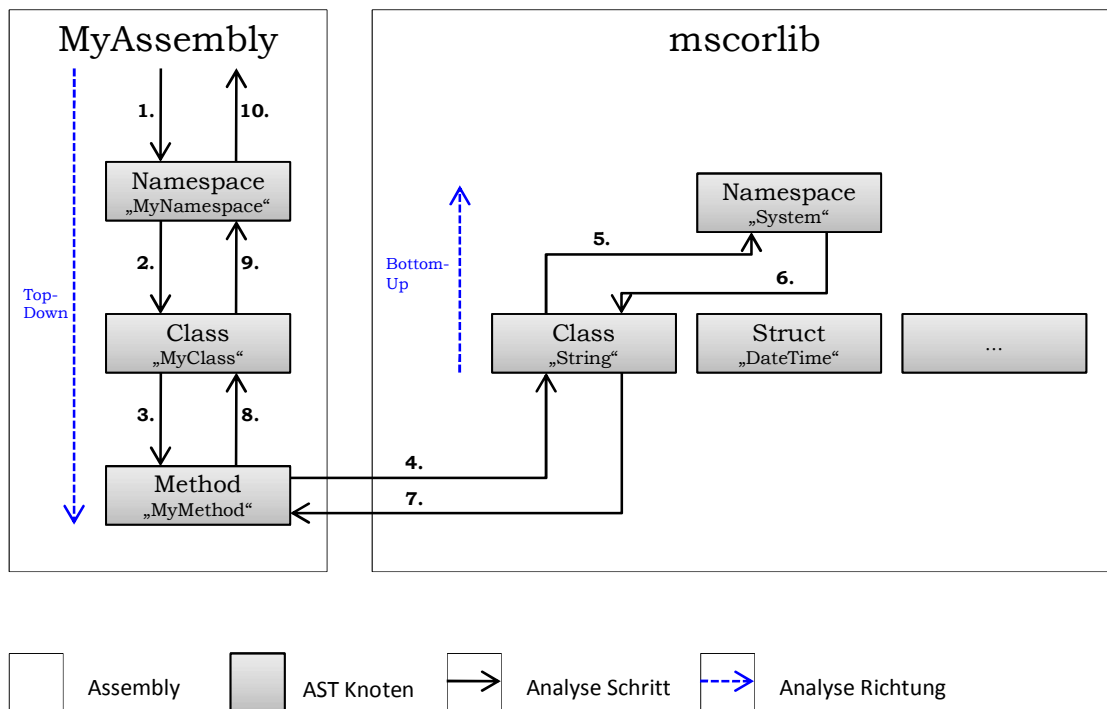 MyAssembly
1.
10.
Namespace
„MyNamespace“
2.
9.
Top-
Down
Class
„MyClass“
3.
8.
Method
„MyMethod“
mscorlib
Namespace
„System“
5.
6.
Bottom-
Up
Class
„String“
Struct
„DateTime“
...
4.
7.
Assembly
AST Knoten
Analyse Schritt
Analyse Richtung